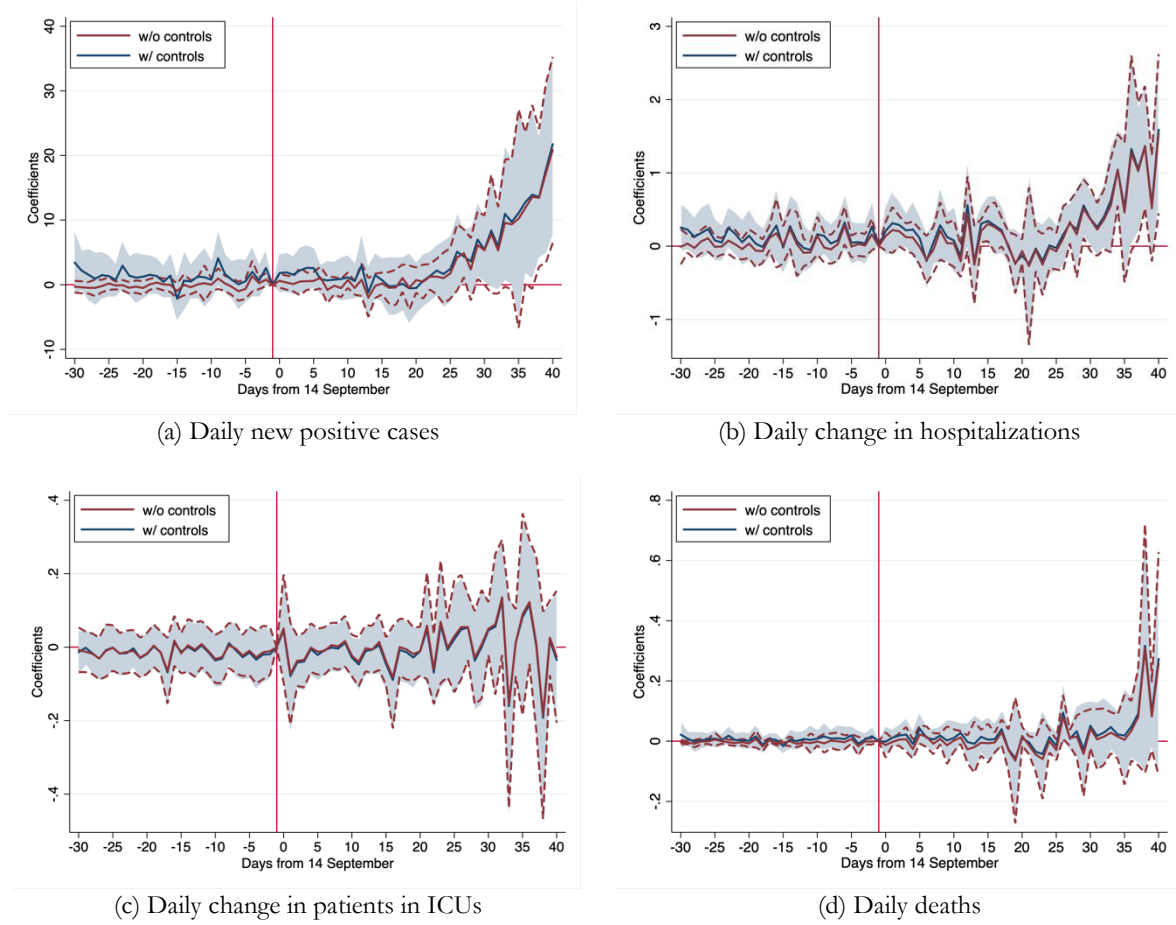 w/o controls
w/ controls
Coefficients
40
30
20
10
0
-10
-30 -25 -20 -15 -10 -5 0 5 10 15 20 25 30 35 40
Days from 14 September
(a) Daily new positive cases
w/o controls
w/ controls
Coefficients
3
2
1
0
-1
-30 -25 -20 -15 -10 -5 0 5 10 15 20 25 30 35 40
Days from 14 September
(b) Daily change in hospitalizations
w/o controls
w/ controls
Coefficients
.4
.2
0
-.2
-.4
-30 -25 -20 -15 -10 -5 0 5 10 15 20 25 30 35 40
Days from 14 September
(c) Daily change in patients in ICUs
w/o controls
w/ controls
Coefficients
.8
.6
.4
.2
0
-.2
-30 -25 -20 -15 -10 -5 0 5 10 15 20 25 30 35 40
Days from 14 September
(d) Daily deaths